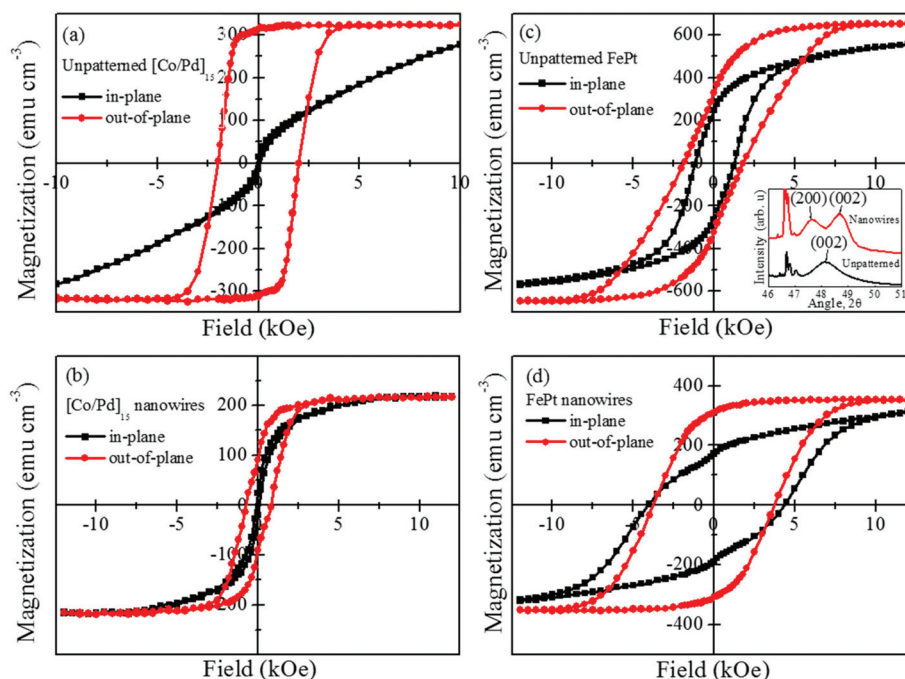 (a)
Unpatterned [Co/Pd]15
in-plane
out-of-plane
Magnetization (emu cm-3)
300
200
100
-10
-5
0
5
10
-100
-200
-300
Field (kOe)
(c)
Unpatterned FePt
in-plane
out-of-plane
Magnetization (emu cm-3)
600
400
200
-10
-5
0
5
10
-200
-400
-600
Field (kOe)
Intensity (arb. u)
(200)
(002)
Nanowires
(002)
Unpatterned
46 47 48 49 50 51
Angle, 2θ
(b)
[Co/Pd]15 nanowires
in-plane
out-of-plane
Magnetization (emu cm-3)
200
100
-10
-5
0
5
10
-100
-200
Field (kOe)
(d)
FePt nanowires
in-plane
out-of-plane
Magnetization (emu cm-3)
400
200
-10
-5
0
5
10
-200
-400
Field (kOe)